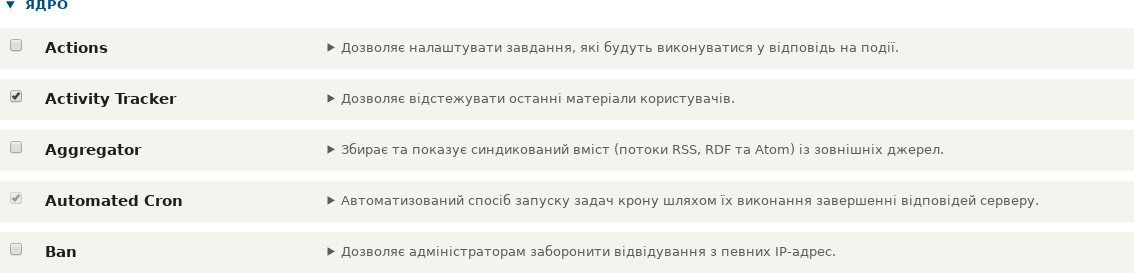 ЯДРО
Actions
Дозволяє налаштувати завдання, які будуть виконуватися у відповідь на події.
Activity Tracker
Дозволяє відстежувати останні матеріали користувачів.
Aggregator
Збирає та показує синдикований вміст (потоки RSS, RDF та Atom) із зовнішніх джерел.
Automated Cron
Автоматизований спосіб запуску задач крону шляхом їх виконання завершенні відповідей серверу.
Ban
Дозволяє адміністраторам заборонити відвідування з певних IP-адрес.